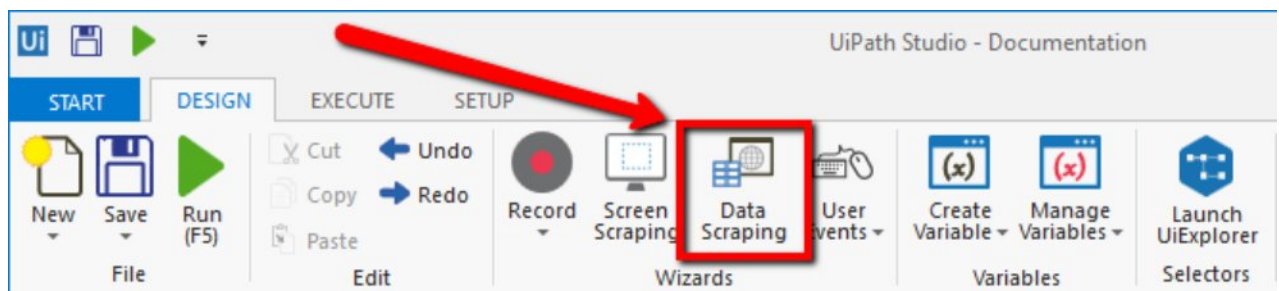 Ui
UiPath Studio - Documentation
START DESIGN EXECUTE SETUP
New
Save
Run
(F5)
Cut
Copy
Paste
Undo
Redo
Record
Screen
Scraping
Data
Scraping
User
Events
(x)
Create
Variable
(x)
Manage
Variables
Launch
UiExplorer
File
Edit
Wizards
Variables
Selectors